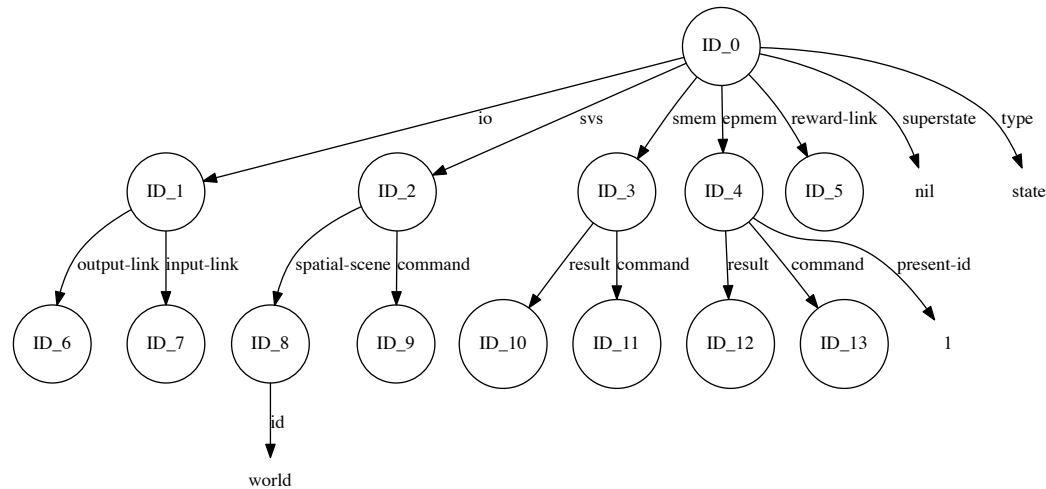 ID_0
io
svs
smem
epmem
reward-link
superstate
type
ID_1
ID_2
ID_3
ID_4
ID_5
nil
state
output-link
input-link
spatial-scene
command
result
command
result
command
present-id
ID_6
ID_7
ID_8
ID_9
ID_10
ID_11
ID_12
ID_13
1
id
world